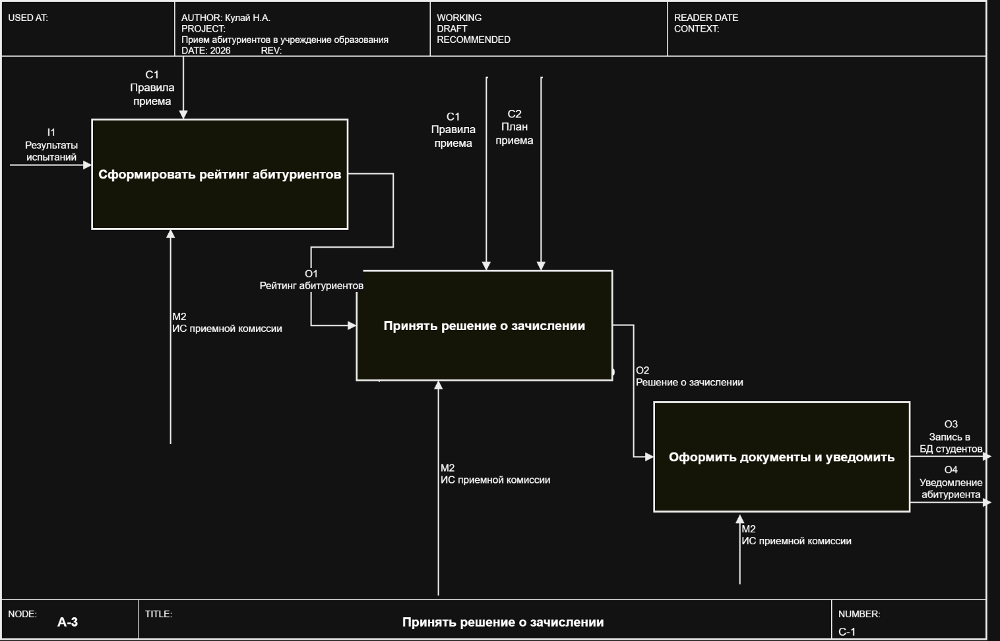 USED AT:
AUTHOR: Кулай Н.А.
PROJECT:
Прием абитуриентов в учреждение образования
DATE: 2026 REV:
WORKING
DRAFT
RECOMMENDED
READER DATE
CONTEXT:
C1
Правила
приема
I1
Результаты
испытаний
Сформировать рейтинг абитуриентов
C1
Правила
приема
C2
План
приема
O1
Рейтинг абитуриентов
M2
ИС приемной комиссии
Принять решение о зачислении
O2
Решение о зачислении
M2
ИС приемной комиссии
Оформить документы и уведомить
O3
Запись в
БД студентов
O4
Уведомление
абитуриента
M2
ИС приемной комиссии
NODE:
A-3
TITLE:
Принять решение о зачислении
NUMBER:
C-1